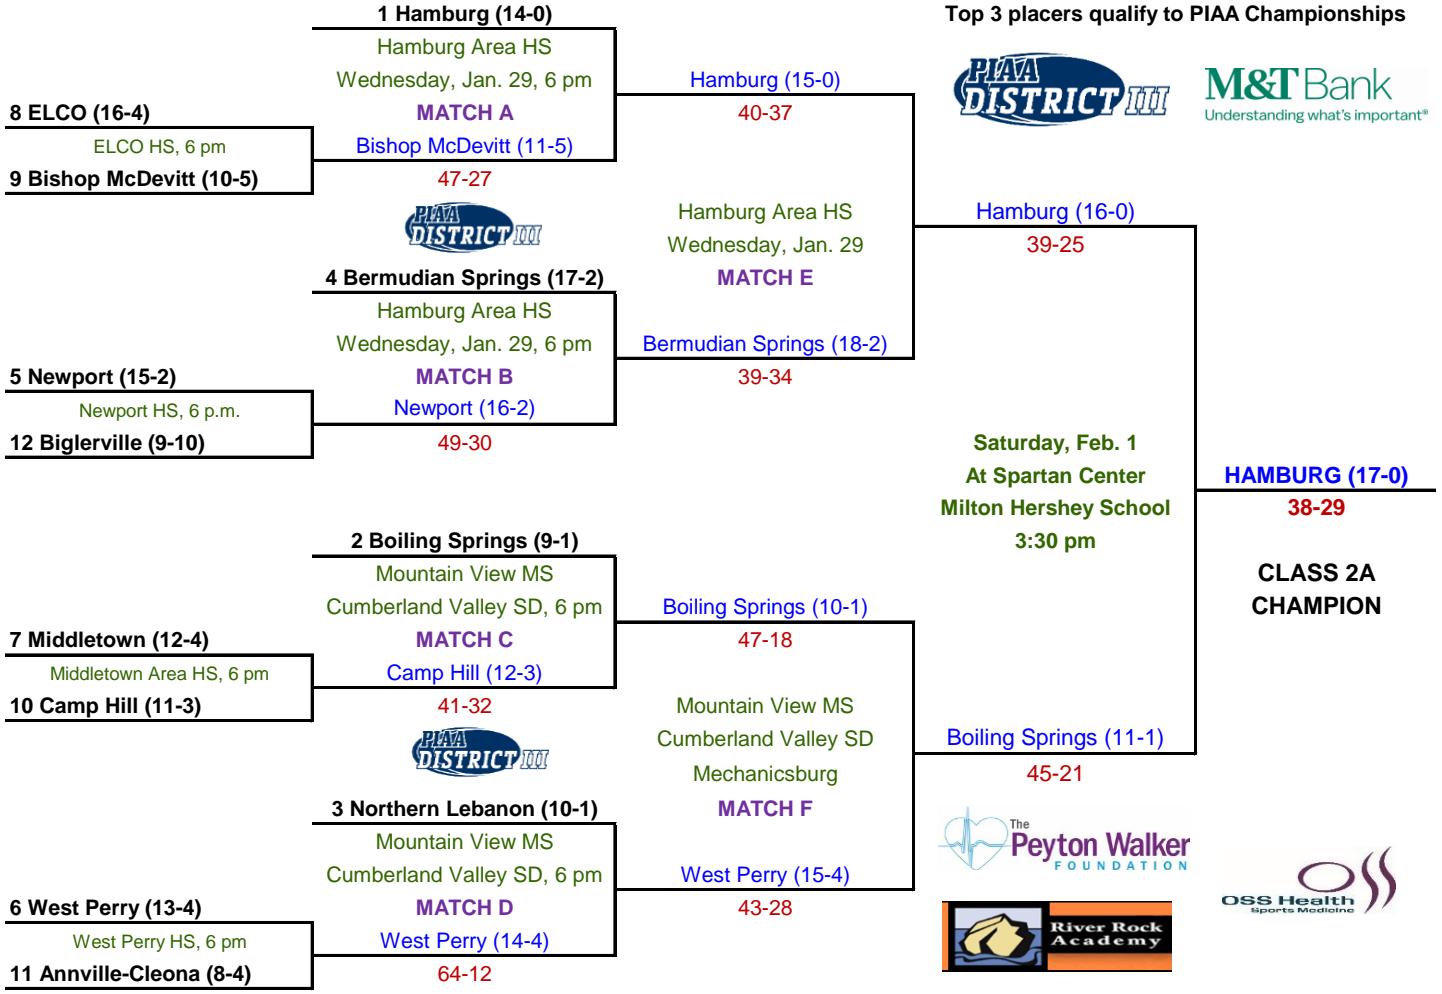 1 Hamburg (14-0)
Top 3 placers qualify to PIAA Championships
Hamburg Area HS
Wednesday, Jan. 29, 6 pm
Hamburg (15-0)
PIAA
DISTRICT III
M&T Bank
Understanding what's important®
8 ELCO (16-4)
MATCH A
40-37
ELCO HS, 6 pm
Bishop McDevitt (11-5)
9 Bishop McDevitt (10-5)
47-27
PIAA
DISTRICT III
Hamburg Area HS
Hamburg (16-0)
Wednesday, Jan. 29
39-25
4 Bermudian Springs (17-2)
MATCH E
Hamburg Area HS
Wednesday, Jan. 29, 6 pm
Bermudian Springs (18-2)
5 Newport (15-2)
MATCH B
39-34
Newport HS, 6 p.m.
Newport (16-2)
12 Biglerville (9-10)
49-30
Saturday, Feb. 1
At Spartan Center
HAMBURG (17-0)
Milton Hershey School
38-29
2 Boiling Springs (9-1)
3:30 pm
Mountain View MS
CLASS 2A
Cumberland Valley SD, 6 pm
Boiling Springs (10-1)
CHAMPION
7 Middletown (12-4)
MATCH C
47-18
Middletown Area HS, 6 pm
Camp Hill (12-3)
10 Camp Hill (11-3)
41-32
Mountain View MS
PIAA
DISTRICT III
Cumberland Valley SD
Boiling Springs (11-1)
Mechanicsburg
45-21
3 Northern Lebanon (10-1)
MATCH F
Mountain View MS
The
Peyton Walker
FOUNDATION
Cumberland Valley SD, 6 pm
West Perry (15-4)
6 West Perry (13-4)
MATCH D
43-28
OSS
OSS Health
Sports Medicine
West Perry HS, 6 pm
West Perry (14-4)
River Rock
Academy
11 Annville-Cleona (8-4)
64-12